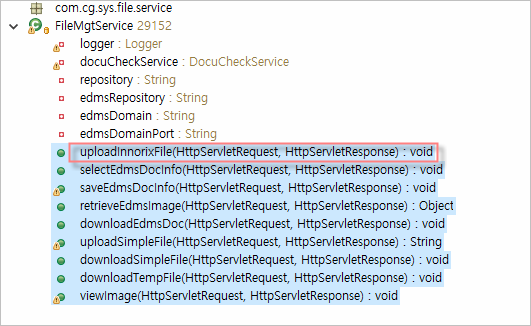 com.cg.sys.file.service
FileMgtService 29152
logger : Logger
docuCheckService : DocuCheckService
repository : String
edmsRepository : String
edmsDomain : String
edmsDomainPort : String
uploadInnorixFile(HttpServletRequest, HttpServletResponse) : void
selectEdmsDocInfo(HttpServletRequest, HttpServletResponse) : void
saveEdmsDocInfo(HttpServletRequest, HttpServletResponse) : void
retrieveEdmsImage(HttpServletRequest, HttpServletResponse) : Object
downloadEdmsDoc(HttpServletRequest, HttpServletResponse) : void
uploadSimpleFile(HttpServletRequest, HttpServletResponse) : String
downloadSimpleFile(HttpServletRequest, HttpServletResponse) : void
downloadTempFile(HttpServletRequest, HttpServletResponse) : void
viewImage(HttpServletRequest, HttpServletResponse) : void